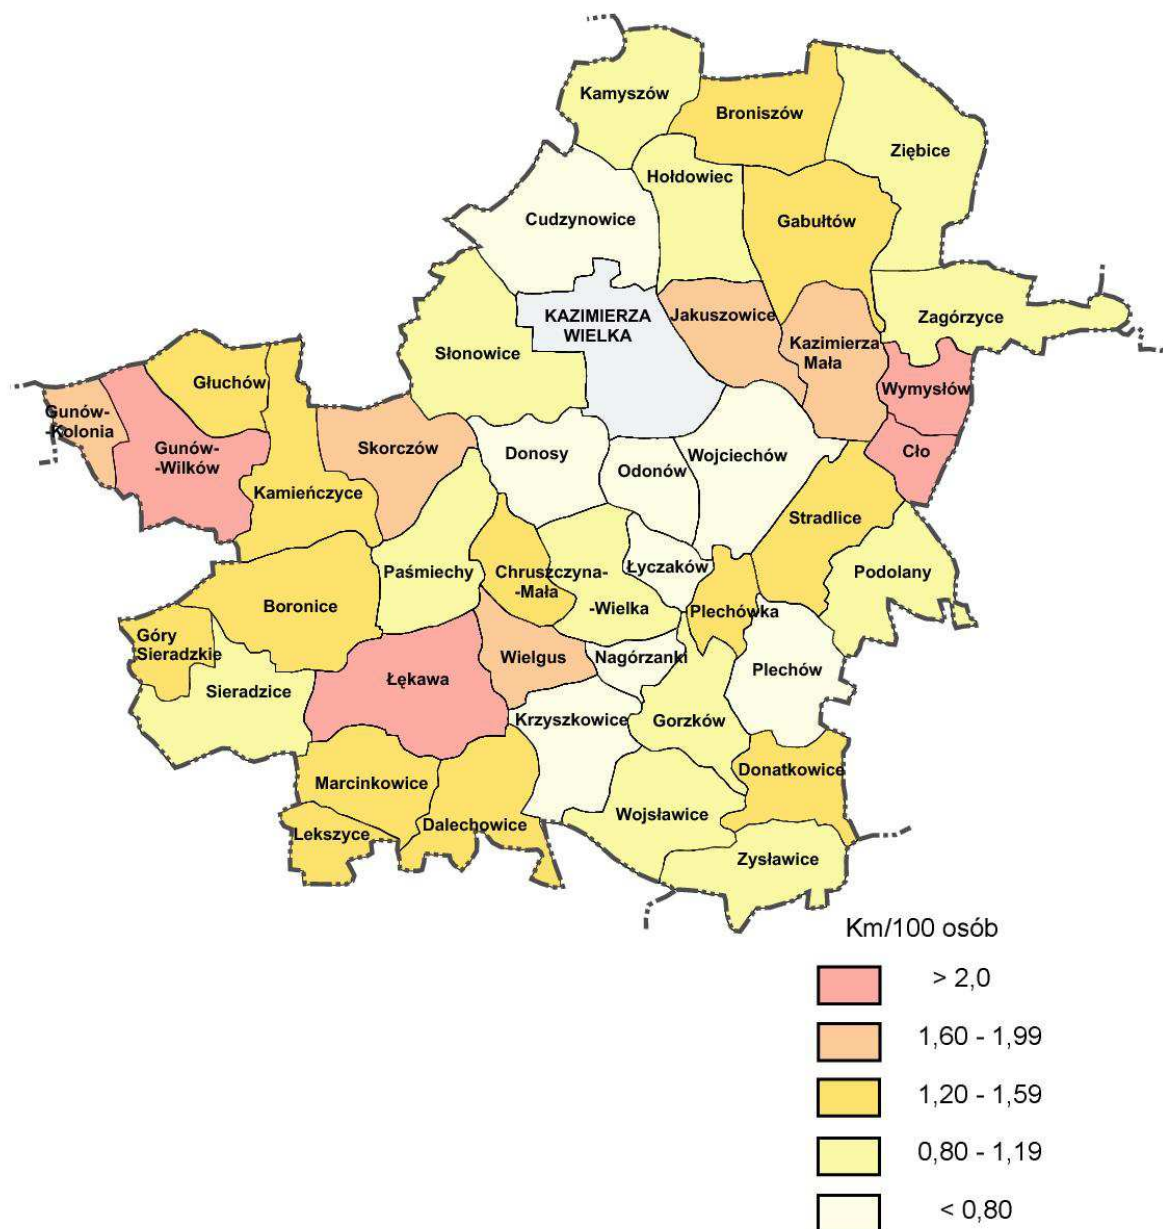 Kamyszów
Broniszów
Ziębice
Hołdowiec
Cudzynowice
Gabułtów
KAZIMIERZA
WIELKA
Jakuszowice
Zagórzyce
Kazimierza
Mała
Słonowice
Głuchów
Wymysłów
Gunów-
-Kolonia
Gunów-
-Wilków
Skorczów
Donosy
Odonów
Wojciechów
Cło
Kamieńczyce
Stradlice
Paśmiechy
Chruszczyna-
-Mała
Łyczaków
Podolany
Boronice
-Wielka
Plechówka
Góry
Sieradzkie
Wielgus
Nagórzanki
Plechów
Sieradzice
Łękawa
Krzyszkowice
Gorzków
Marcinkowice
Donatkowice
Lekszyce
Dalechowice
Wojsławice
Zysławice
Km/100 osób
> 2,0
1,60 - 1,99
1,20 - 1,59
0,80 - 1,19
< 0,80